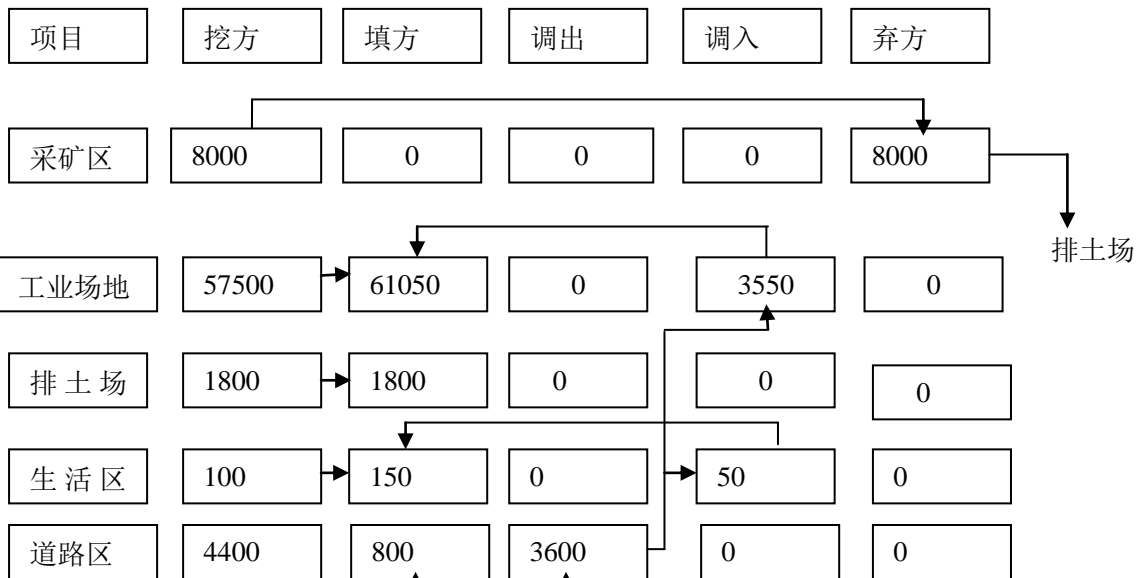 项目 挖方 填方 调出 调入 弃方
采矿区 8000 0 0 0 8000
排土场
工业场地 57500 61050 0 3550 0
排土场 1800 1800 0 0 0
生活区 100 150 0 50 0
道路区 4400 800 3600 0 0